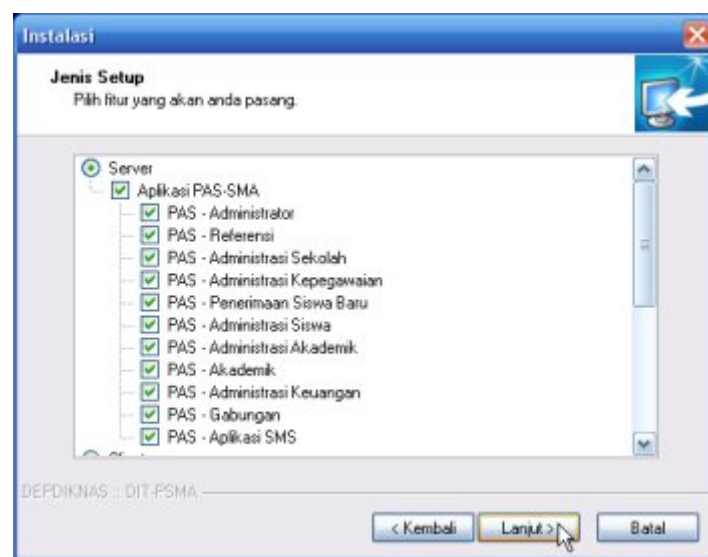 Instalasi
Jenis Setup
Pilih fitur yang akan anda pasang.
Server
Aplikasi PAS-SMA
PAS - Administrator
PAS - Referensi
PAS - Administrasi Sekolah
PAS - Administrasi Kepegawaian
PAS - Penerimaan Siswa Baru
PAS - Administrasi Siswa
PAS - Administrasi Akademik
PAS - Akademik
PAS - Administrasi Keuangan
PAS - Gabungan
PAS - Aplikasi SMS
DEPDIKNAS :: DIT-PSMA
< Kembali Lanjut > Batal